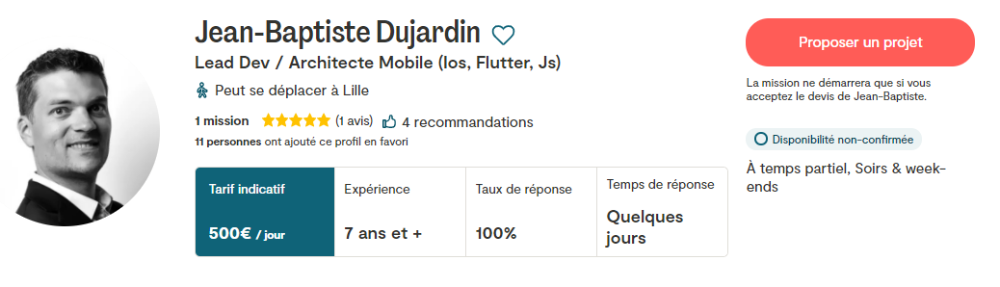 Jean-Baptiste Dujardin
Lead Dev / Architecte Mobile (Ios, Flutter, Js)
Peut se déplacer à Lille
1 mission (1 avis) 4 recommandations
11 personnes ont ajouté ce profil en favori
Tarif indicatif
500€ / jour
Expérience
7 ans et +
Taux de réponse
100%
Temps de réponse
Quelques
jours
Proposer un projet
La mission ne démarrera que si vous
acceptez le devis de Jean-Baptiste.
Disponibilité non-confirmée
À temps partiel, Soirs & week-
ends